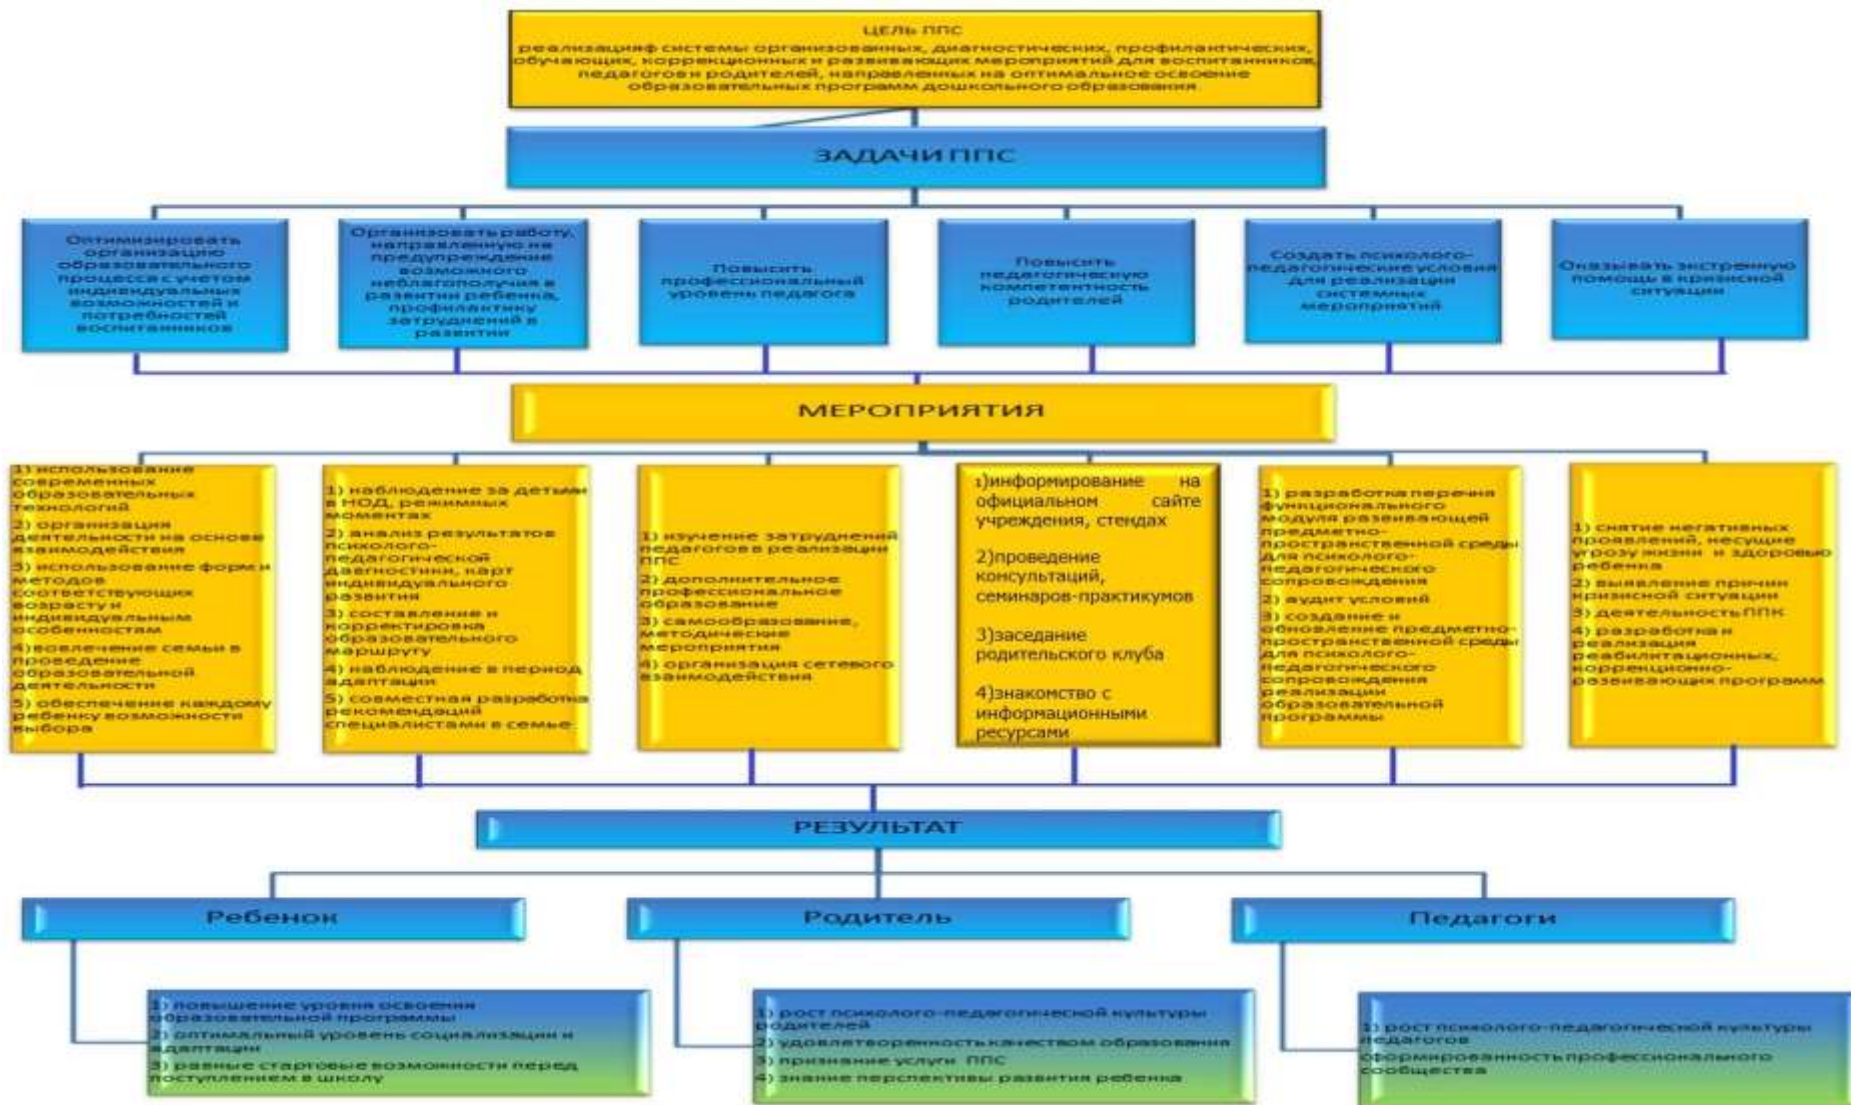 ЦЕЛЬ ППС
реализацияф системы организованных, диагностических, профилактических,
обучающих, коррекционных и развивающих мероприятий для воспитанников,
педагогов и родителей, направленных на оптимальное освоение
образовательных программ дошкольного образования.
ЗАДАЧИ ППС
Оптимизировать
организацию
образовательного
процесса с учетом
индивидуальных
возможностей и
потребностей
воспитанников
Организовать работу,
направленную на
предупреждение
возможного
неблагополучия в
развитии ребенка,
профилактику
затруднений в
развитии
Повысить
профессиональный
уровень педагога
Повысить
педагогическую
компетентность
родителей
Создать психолого-
педагогические условия
для реализации
системных
мероприятий
Оказывать экстренную
помощь в кризисной
ситуации
МЕРОПРИЯТИЯ
1) использование
современных
образовательных
технологий
2) организация
деятельности на основе
взаимодействия
3) использование форм и
методов
соответствующих
возрасту и
индивидуальным
особенностям
4)вовлечение семьи в
проведение
образовательной
деятельности
5) обеспечение каждому
ребенку возможности
выбора
1) наблюдение за детьми
в НОД, режимных
моментах
2) анализ результатов
психолого-
педагогической
диагностики, карт
индивидуального
развития
3) составление и
корректировка
образовательного
маршруту
4) наблюдение в период
адаптации
5) совместная разработка
рекомендаций
специалистами в семье.
1) изучение затруднений
педагогов в реализации
ППС
2) дополнительное
профессиональное
образование
3) самообразование,
методические
мероприятия
4) организация сетевого
взаимодействия
1)информирование на
официальном сайте
учреждения, стендах
2)проведение
консультаций,
семинаров-практикумов
3)заседание
родительского клуба
4)знакомство с
информационными
ресурсами
1) разработка перечня
функционального
модуля развивающей
предметно-
пространственной среды
для психолого-
педагогического
сопровождения
2) аудит условий
3) создание и
обновление предметно-
пространственной среды
для психолого-
педагогического
сопровождения
реализации
образовательной
программы
1) снятие негативных
проявлений, несущие
угрозу жизни и здоровью
ребенка
2) выявление причин
кризисной ситуации
3) деятельность ППК
4) разработка и
реализация
реабилитационных,
коррекционно-
развивающих программ
РЕЗУЛЬТАТ
Ребенок
Родитель
Педагоги
1) повышение уровня освоения
образовательной программы
2) оптимальный уровень социализации и
адаптации
3) равные стартовые возможности перед
поступлением в школу
1) рост психолого-педагогической культуры
родителей
2) удовлетворенность качеством образования
3) признание услуги ППС
4) знание перспективы развития ребенка
1) рост психолого-педагогической культуры
педагогов
сформированность профессионального
сообщества